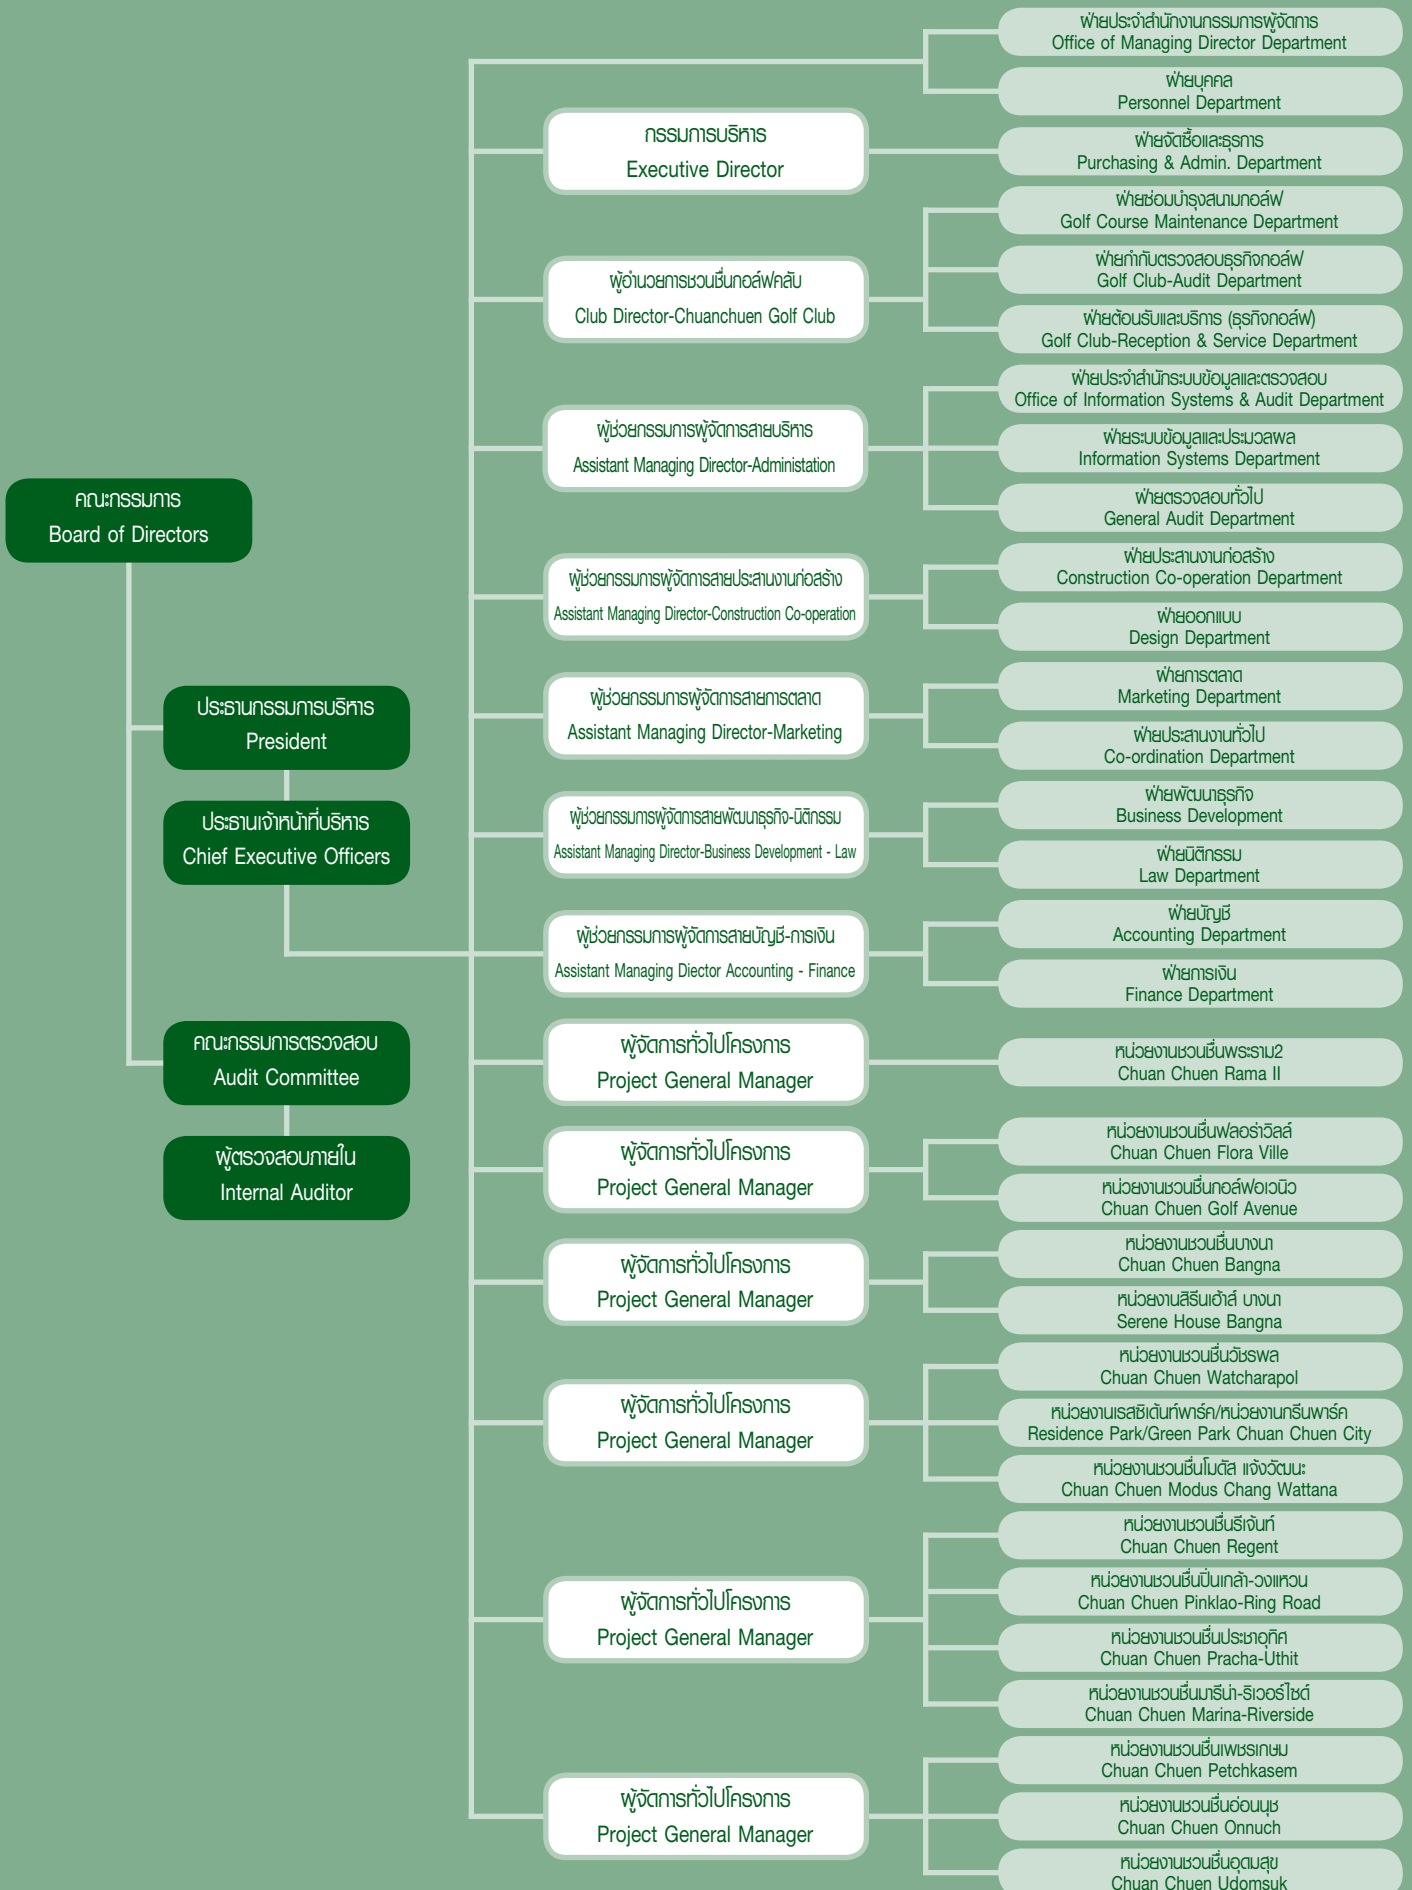 คณะกรรมการ
Board of Directors
ประธานกรรมการบริหาร
President
ประธานเจ้าหน้าที่บริหาร
Chief Executive Officers
คณะกรรมการตรวจสอบ
Audit Committee
ผู้ตรวจสอบภายใน
Internal Auditor
ฝ่ายประจำสำนักงานกรรมการผู้จัดการ
Office of Managing Director Department
ฝ่ายบุคคล
Personnel Department
กรรมการบริหาร
Executive Director
ฝ่ายจัดซื้อและธุรการ
Purchasing & Admin. Department
ผู้อำนวยการชวนชื่นกอล์ฟคลับ
Club Director-Chuanchuen Golf Club
ฝ่ายซ่อมบำรุงสนามกอล์ฟ
Golf Course Maintenance Department
ฝ่ายกำกับตรวจสอบธุรกิจกอล์ฟ
Golf Club-Audit Department
ฝ่ายต้อนรับและบริการ (ธุรกิจกอล์ฟ)
Golf Club-Reception & Service Department
ผู้ช่วยกรรมการผู้จัดการสายบริหาร
Assistant Managing Director-Administation
ฝ่ายประจำสำนักระบบข้อมูลและตรวจสอบ
Office of Information Systems & Audit Department
ฝ่ายระบบข้อมูลและประมวลผล
Information Systems Department
ฝ่ายตรวจสอบทั่วไป
General Audit Department
ผู้ช่วยกรรมการผู้จัดการสายประสานงานก่อสร้าง
Assistant Managing Director-Construction Co-operation
ฝ่ายประสานงานก่อสร้าง
Construction Co-operation Department
ฝ่ายออกแบบ
Design Department
ผู้ช่วยกรรมการผู้จัดการสายการตลาด
Assistant Managing Director-Marketing
ฝ่ายการตลาด
Marketing Department
ฝ่ายประสานงานทั่วไป
Co-ordination Department
ผู้ช่วยกรรมการผู้จัดการสายพัฒนาธุรกิจ-นิติกรรม
Assistant Managing Director-Business Development - Law
ฝ่ายพัฒนาธุรกิจ
Business Development
ฝ่ายนิติกรรม
Law Department
ผู้ช่วยกรรมการผู้จัดการสายบัญชี-การเงิน
Assistant Managing Diector Accounting - Finance
ฝ่ายบัญชี
Accounting Department
ฝ่ายการเงิน
Finance Department
ผู้จัดการทั่วไปโครงการ
Project General Manager
หน่วยงานชวนชื่นพระราม2
Chuan Chuen Rama II
ผู้จัดการทั่วไปโครงการ
Project General Manager
หน่วยงานชวนชื่นฟลอร่าวิลล์
Chuan Chuen Flora Ville
หน่วยงานชวนชื่นกอล์ฟอเวนิว
Chuan Chuen Golf Avenue
ผู้จัดการทั่วไปโครงการ
Project General Manager
หน่วยงานชวนชื่นบางนา
Chuan Chuen Bangna
หน่วยงานสิรีนเฮ้าส์ บางนา
Serene House Bangna
ผู้จัดการทั่วไปโครงการ
Project General Manager
หน่วยงานชวนชื่นวัชรพล
Chuan Chuen Watcharapol
หน่วยงานเรสซิเด้นท์พาร์ค/หน่วยงานกรีนพาร์ค
Residence Park/Green Park Chuan Chuen City
หน่วยงานชวนชื่นโมดัส แจ้งวัฒนะ
Chuan Chuen Modus Chang Wattana
ผู้จัดการทั่วไปโครงการ
Project General Manager
หน่วยงานชวนชื่นรีเจ้นท์
Chuan Chuen Regent
หน่วยงานชวนชื่นปิ่นเกล้า-วงแหวน
Chuan Chuen Pinklao-Ring Road
หน่วยงานชวนชื่นประชาอุทิศ
Chuan Chuen Pracha-Uthit
หน่วยงานชวนชื่นมารีน่า-ริเวอร์ไซด์
Chuan Chuen Marina-Riverside
ผู้จัดการทั่วไปโครงการ
Project General Manager
หน่วยงานชวนชื่นเพชรเกษม
Chuan Chuen Petchkasem
หน่วยงานชวนชื่นอ่อนนุช
Chuan Chuen Onnuch
หน่วยงานชวนชื่นอุดมสุข
Chuan Chuen Udomsuk